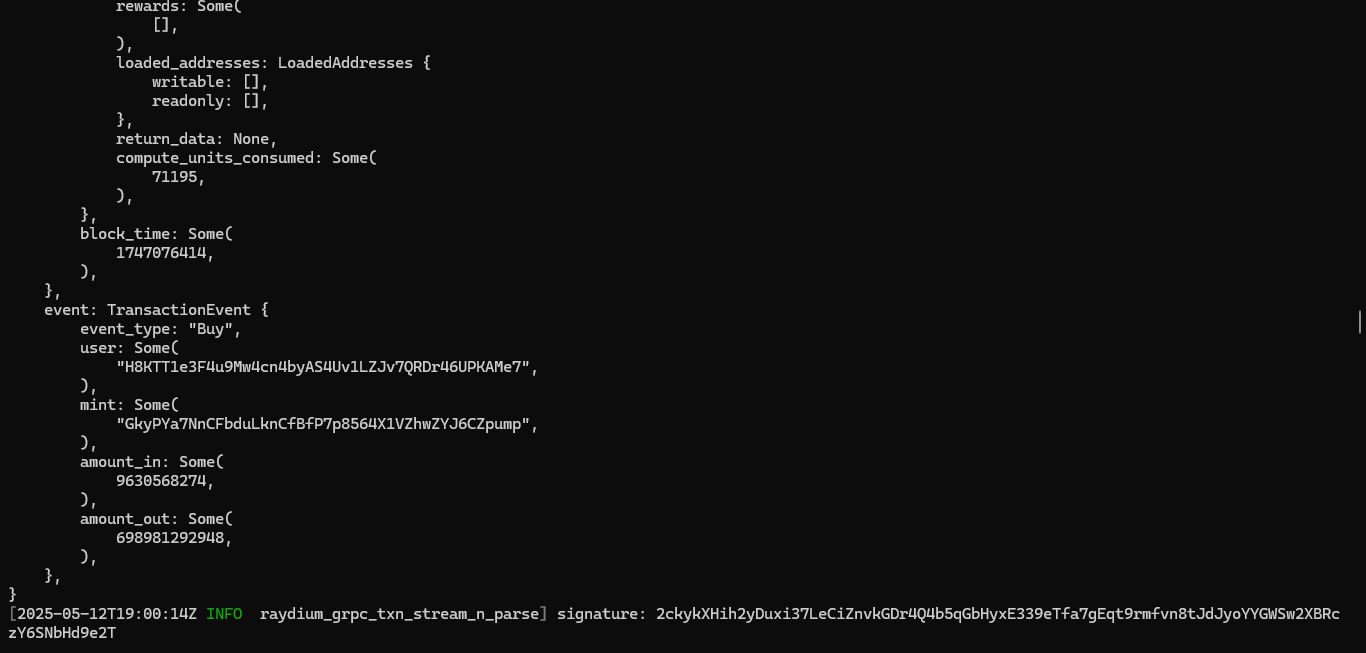 rewards: Some(
[],
),
loaded_addresses: LoadedAddresses {
writable: [],
readonly: [],
},
return_data: None,
compute_units_consumed: Some(
71195,
),
},
block_time: Some(
1747076414,
),
},
event: TransactionEvent {
event_type: "Buy",
user: Some(
"H8KTT1e3F4u9Mw4cn4byAS4Uv1LZJv7QRDr46UPKAMe7",
),
mint: Some(
"GkyPYa7NnCFbduLknCfBfP7p8564X1VZhwZYJ6CZpump",
),
amount_in: Some(
9630568274,
),
amount_out: Some(
698981292948,
),
},
}
[2025-05-12T19:00:14Z INFO  raydium_grpc_txn_stream_n_parse] signature: 2ckykXHih2yDuxi37LeCiZnvkGDr4Q4b5qGbHyxE339eTfa7gEqt9rmfvn8tJdJyoYYGWSw2XBRc
zY6SNbHd9e2T